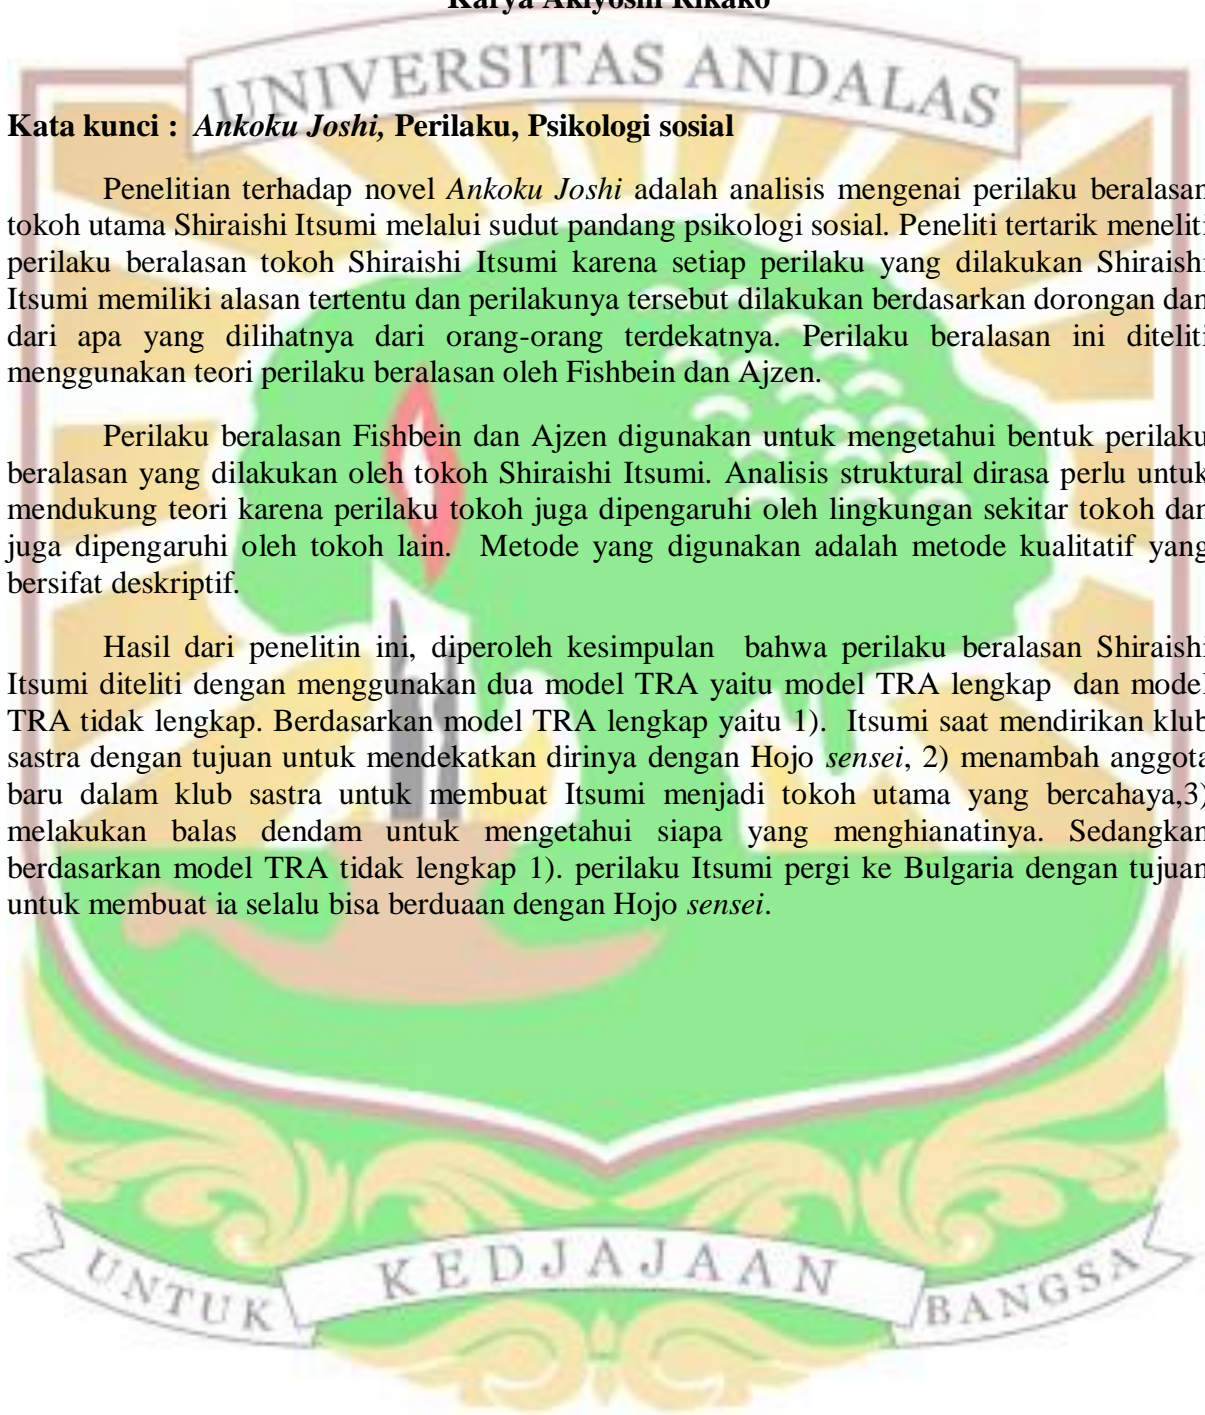 Karya Akiyoshi Rikako
UNIVERSITAS ANDALAS
Kata kunci : Ankoku Joshi, Perilaku, Psikologi sosial
Penelitian terhadap novel Ankoku Joshi adalah analisis mengenai perilaku beralasan
tokoh utama Shiraishi Itsumi melalui sudut pandang psikologi sosial. Peneliti tertarik meneliti
perilaku beralasan tokoh Shiraishi Itsumi karena setiap perilaku yang dilakukan Shiraishi
Itsumi memiliki alasan tertentu dan perilakunya tersebut dilakukan berdasarkan dorongan dan
dari apa yang dilihatnya dari orang-orang terdekatnya. Perilaku beralasan ini diteliti
menggunakan teori perilaku beralasan oleh Fishbein dan Ajzen.
Perilaku beralasan Fishbein dan Ajzen digunakan untuk mengetahui bentuk perilaku
beralasan yang dilakukan oleh tokoh Shiraishi Itsumi. Analisis struktural dirasa perlu untuk
mendukung teori karena perilaku tokoh juga dipengaruhi oleh lingkungan sekitar tokoh dan
juga dipengaruhi oleh tokoh lain. Metode yang digunakan adalah metode kualitatif yang
bersifat deskriptif.
Hasil dari penelitin ini, diperoleh kesimpulan bahwa perilaku beralasan Shiraishi
Itsumi diteliti dengan menggunakan dua model TRA yaitu model TRA lengkap dan model
TRA tidak lengkap. Berdasarkan model TRA lengkap yaitu 1). Itsumi saat mendirikan klub
sastra dengan tujuan untuk mendekatkan dirinya dengan Hojo sensei, 2) menambah anggota
baru dalam klub sastra untuk membuat Itsumi menjadi tokoh utama yang bercahaya,3)
melakukan balas dendam untuk mengetahui siapa yang menghianatinya. Sedangkan
berdasarkan model TRA tidak lengkap 1). perilaku Itsumi pergi ke Bulgaria dengan tujuan
untuk membuat ia selalu bisa berduaan dengan Hojo sensei.
UNTUK KEDJAJAAN BANGSA